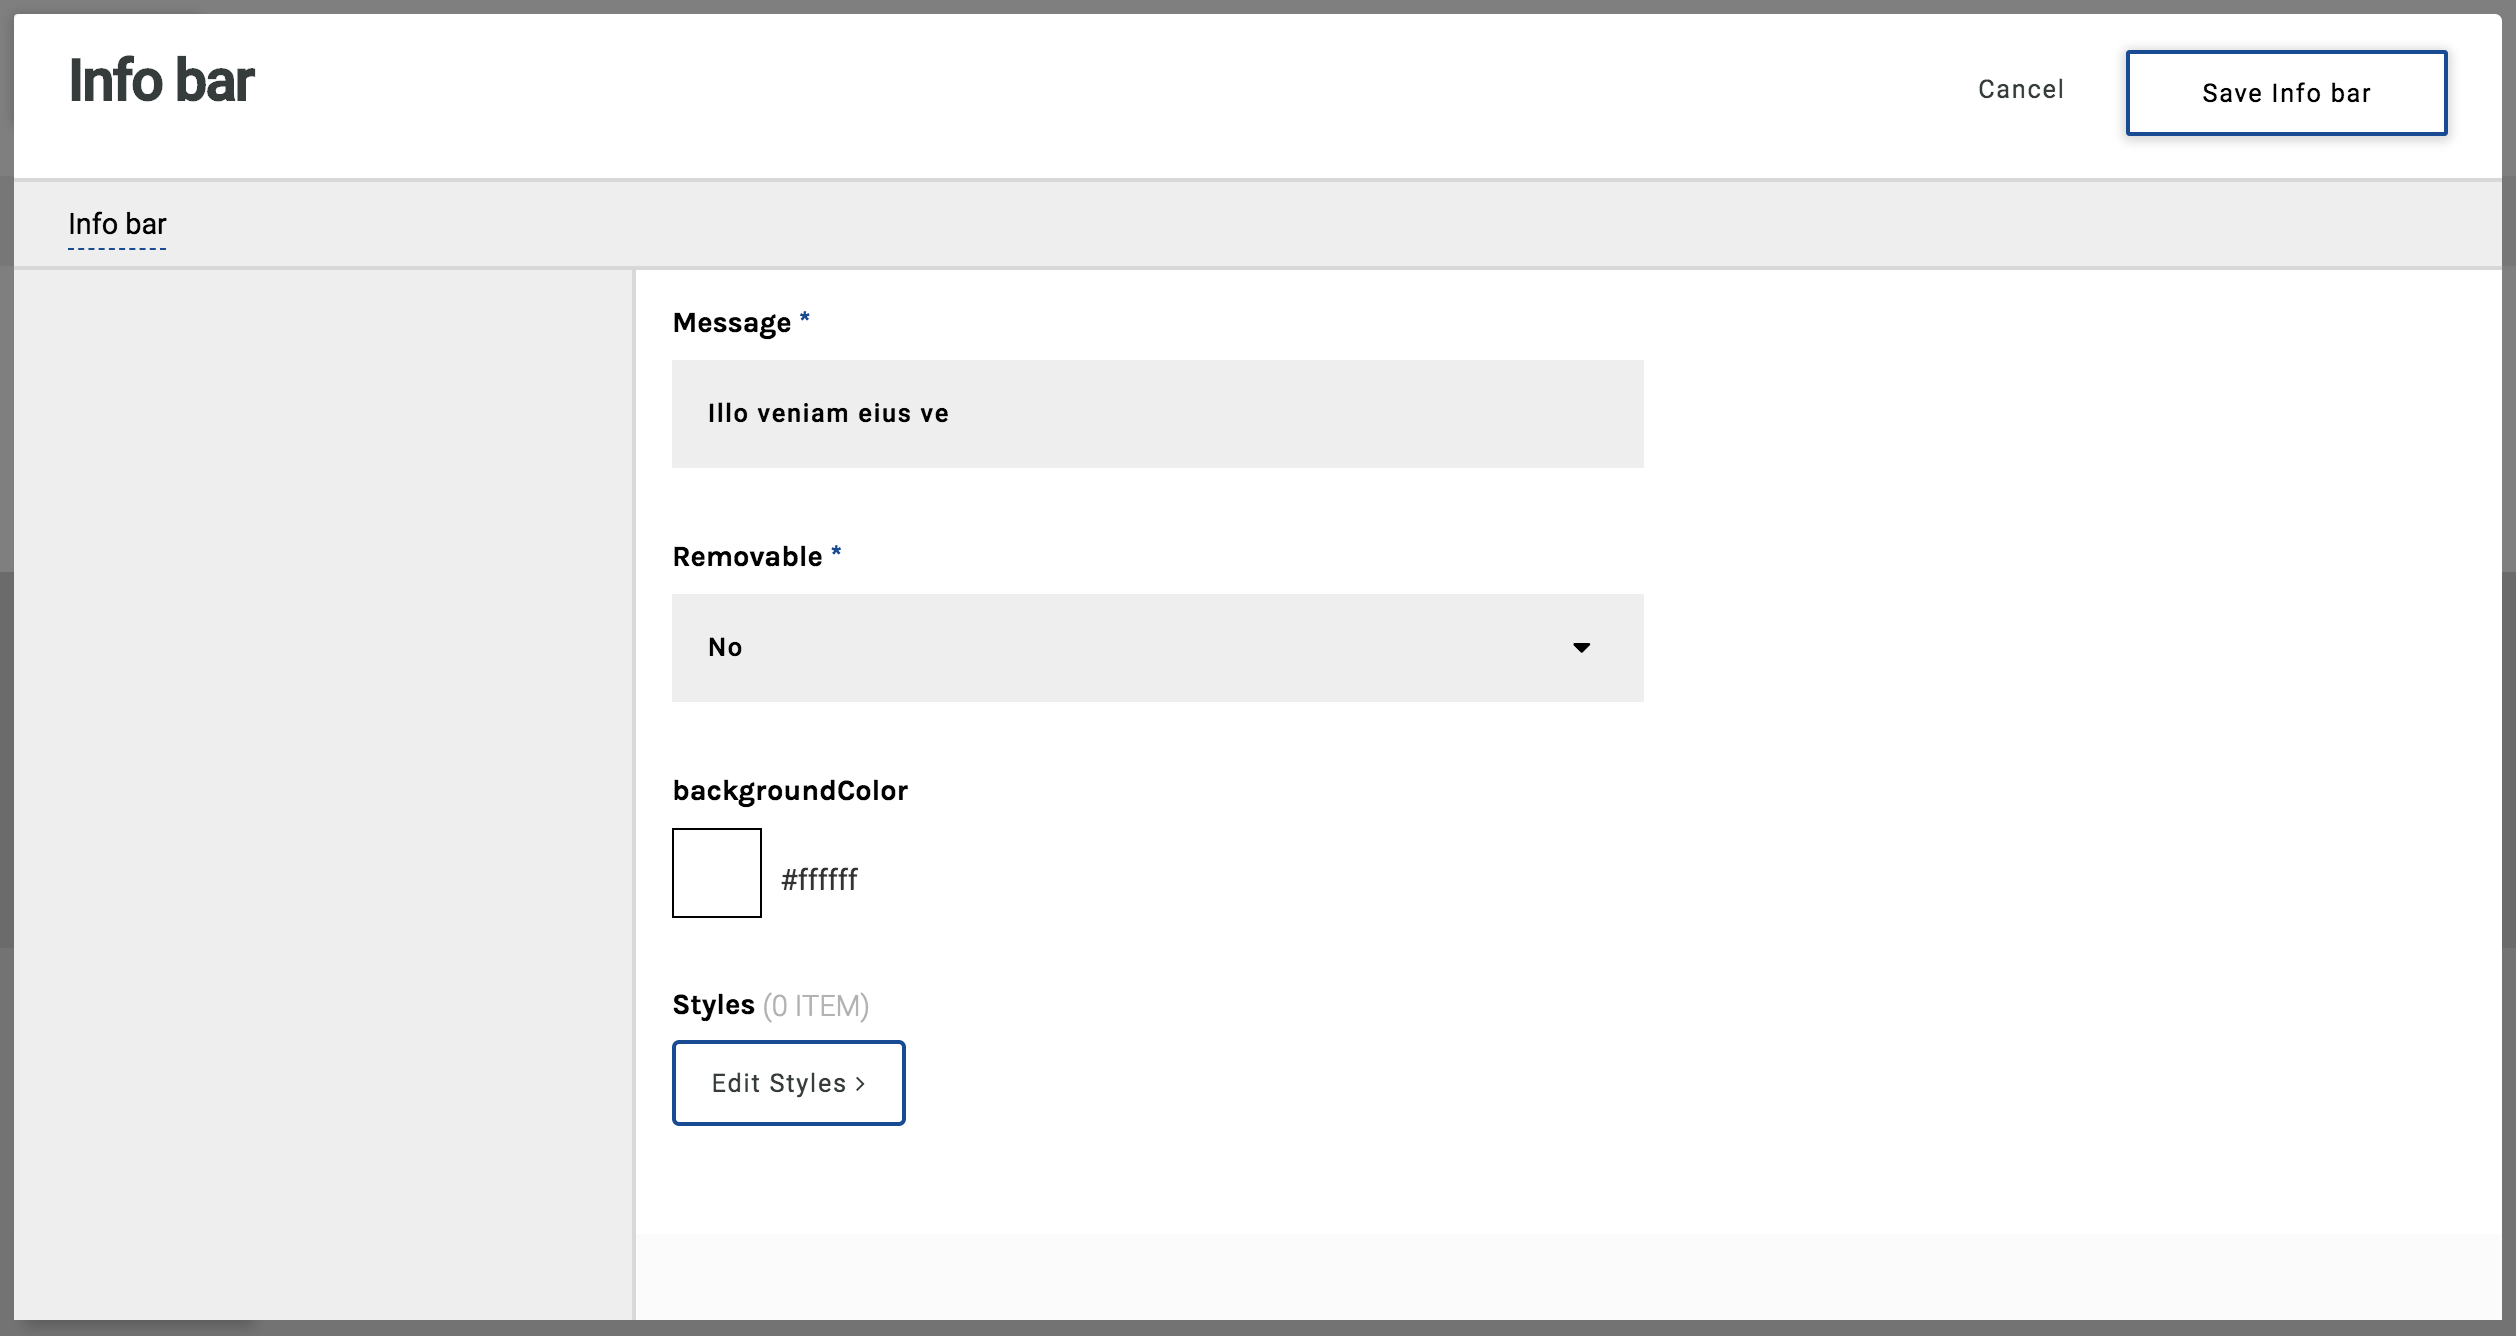 Info bar
Cancel
Save Info bar
Info bar
Message *
Illo veniam eius ve
Removable *
No
backgroundColor
#ffffff
Styles (0 ITEM)
Edit Styles >